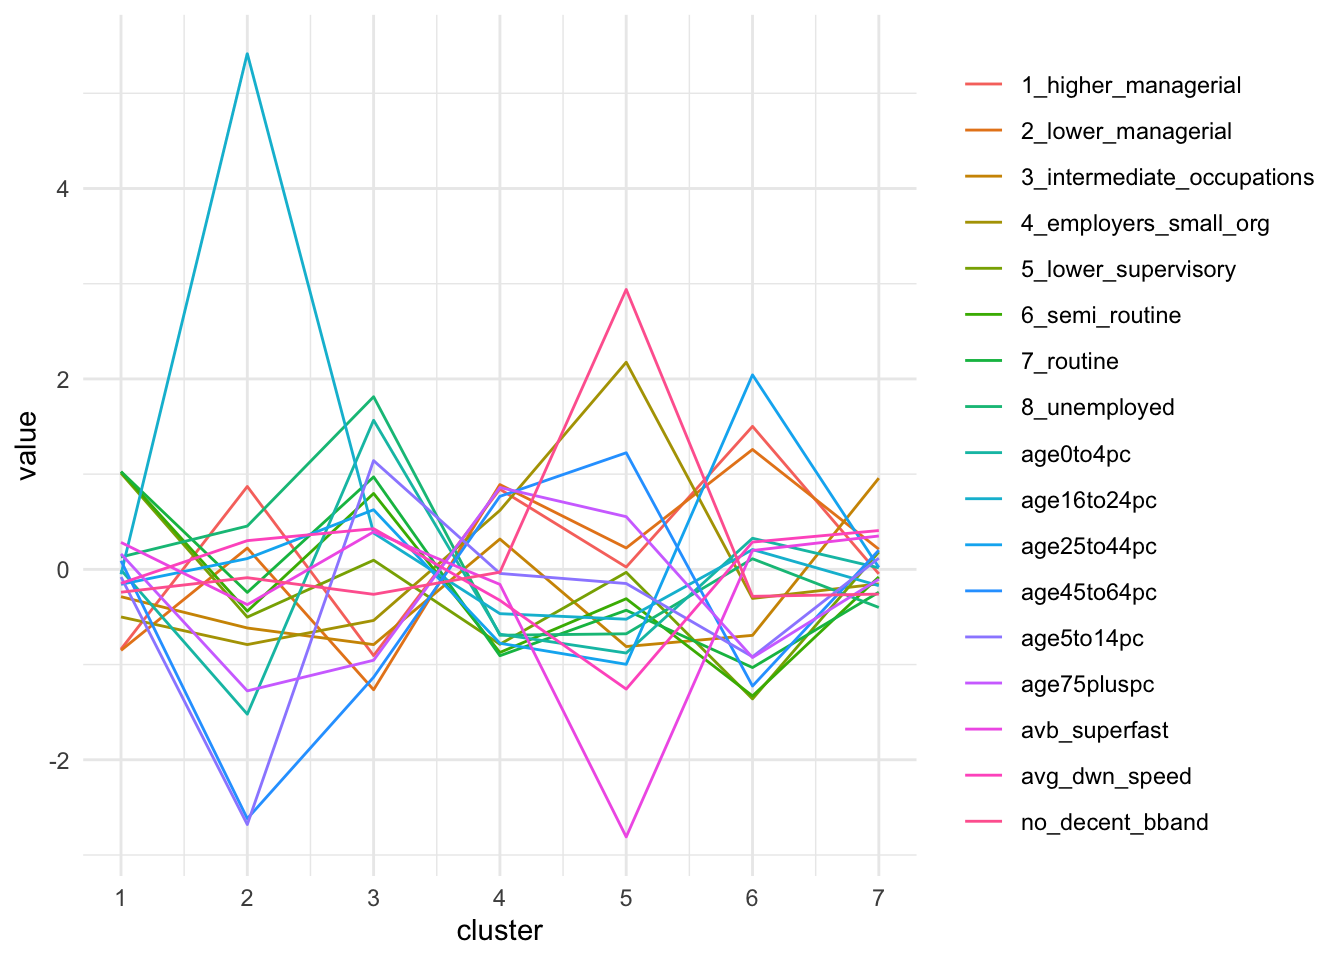 4
2
0
-2
value
1 2 3 4 5 6 7
cluster
1_higher_managerial
2_lower_managerial
3_intermediate_occupations
4_employers_small_org
5_lower_supervisory
6_semi_routine
7_routine
8_unemployed
age0to4pc
age16to24pc
age25to44pc
age45to64pc
age5to14pc
age75pluspc
avb_superfast
avg_dwn_speed
no_decent_bband